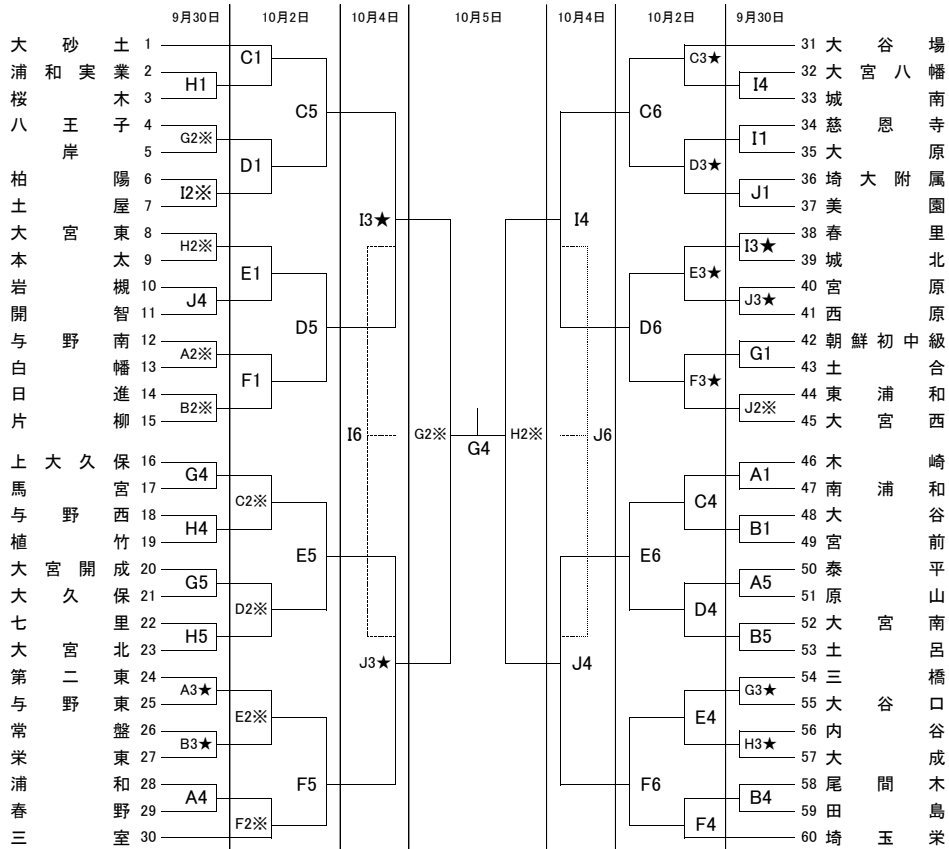 9月30日 10月2日 10月4日 10月5日 10月4日 10月2日 9月30日
大砂土 1 31 大谷場
C1 C3★
浦和実業 2 32 大宮八幡
H1 I4
桜木 3 33 城南
C5 C6
八王子 4 34 慈恩寺
G2※ I1
岸 5 35 大原
D1 D3★
柏陽 6 36 埼大附属
I2※ J1
土屋 7 37 美園
I3★ I4
大宮東 8 38 春里
H2※ I3★
本太 9 39 城北
E1 E3★
岩槻 10 40 宮原
J4 J3★
開智 11 41 西原
D5 D6
与野南 12 42 朝鮮初中級
A2※ G1
白幡 13 43 土合
F1 F3★
日進 14 44 東浦和
B2※ J2※
片柳 15 45 大宮西
I6 G2※ G4 H2※ J6
上大久保 16 46 木崎
G4 A1
馬宮 17 47 南浦和
C2※ C4
与野西 18 48 大谷
H4 B1
植竹 19 49 宮前
E5 E6
大宮開成 20 50 泰平
G5 A5
大久保 21 51 原山
D2※ D4
七里 22 52 大宮南
H5 B5
大宮北 23 53 土呂
J3★ J4
第二東 24 54 三橋
A3★ G3★
与野東 25 55 大谷口
E2※ E4
常盤 26 56 内谷
B3★ H3★
栄東 27 57 大成
F5 F6
浦和 28 58 尾間木
A4 B4
春野 29 59 田島
F2※ F4
三室 30 60 埼玉栄